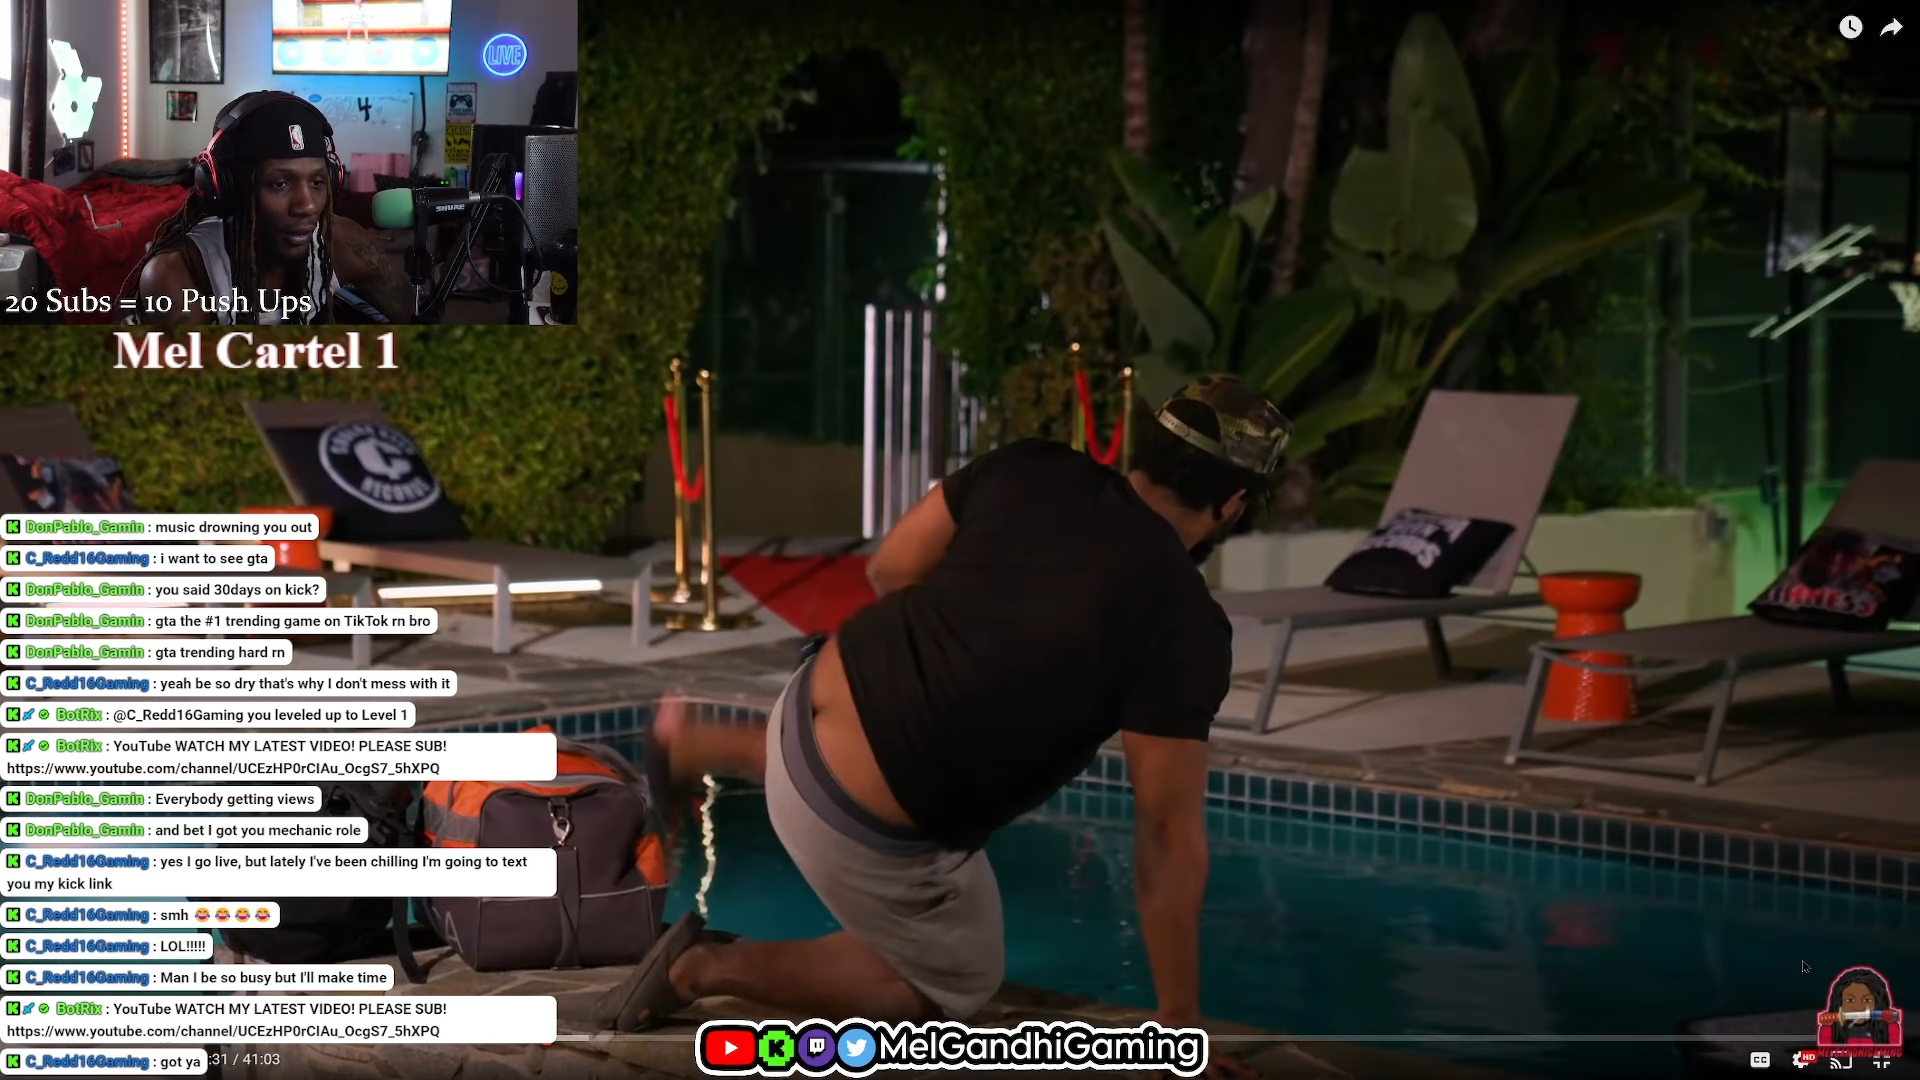 LIVE
2024
WARNING
SHURE
20 Subs = 10 Push Ups
Mel Cartel 1
RECORDS
DonPablo_Gamin : music drowning you out
C_Redd16Gaming : i want to see gta
DonPablo_Gamin : you said 30days on kick?
DonPablo_Gamin : gta the #1 trending game on TikTok rn bro
DonPablo_Gamin : gta trending hard rn
C_Redd16Gaming : yeah be so dry that's why I don't mess with it
BotRix : @C_Redd16Gaming you leveled up to Level 1
BotRix : YouTube WATCH MY LATEST VIDEO! PLEASE SUB!
https://www.youtube.com/channel/UCEzHP0rCIAu_OcgS7_5hXPQ
DonPablo_Gamin : Everybody getting views
DonPablo_Gamin : and bet I got you mechanic role
C_Redd16Gaming : yes I go live, but lately I've been chilling I'm going to text
you my kick link
C_Redd16Gaming : smh 😂 😂 😂 😂
C_Redd16Gaming : LOL!!!!!
C_Redd16Gaming : Man I be so busy but I'll make time
BotRix : YouTube WATCH MY LATEST VIDEO! PLEASE SUB!
https://www.youtube.com/channel/UCEzHP0rCIAu_OcgS7_5hXPQ
C_Redd16Gaming : got ya
:31 / 41:03
MelGandhiGaming
CC
HD